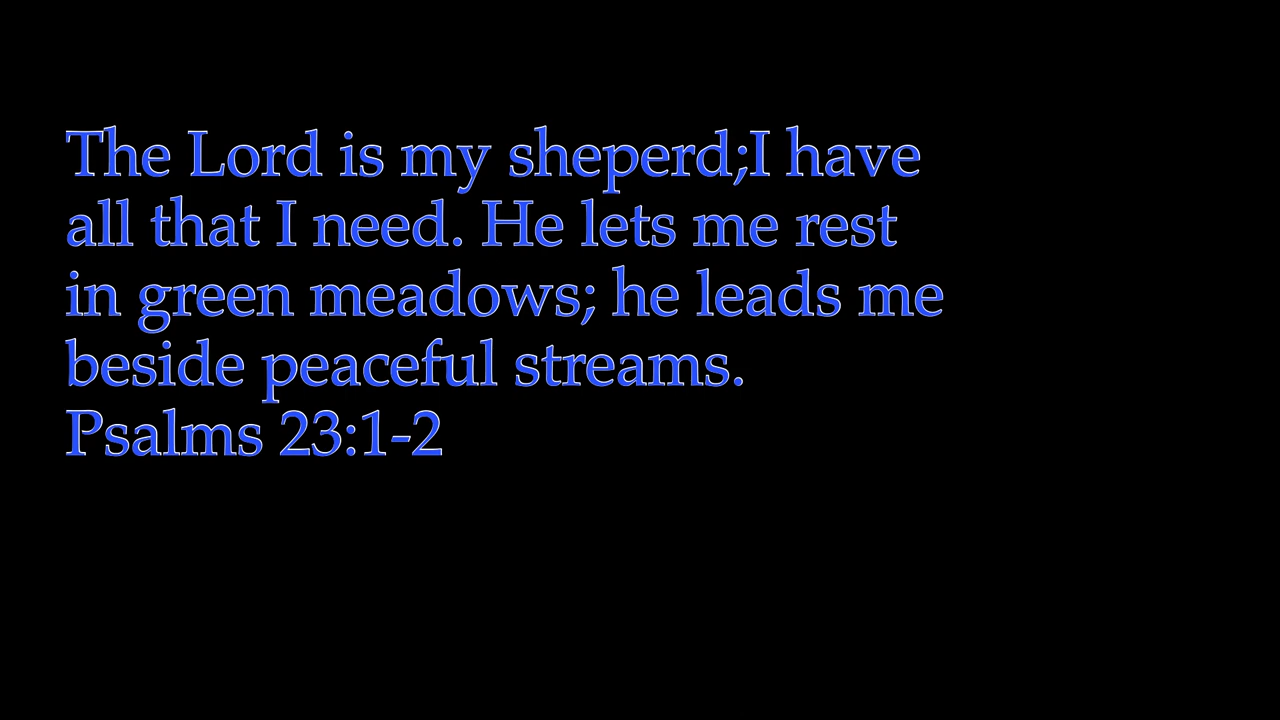 The Lord is my sheperd;I have
all that I need. He lets me rest
in green meadows; he leads me
beside peaceful streams.
Psalms 23:1-2